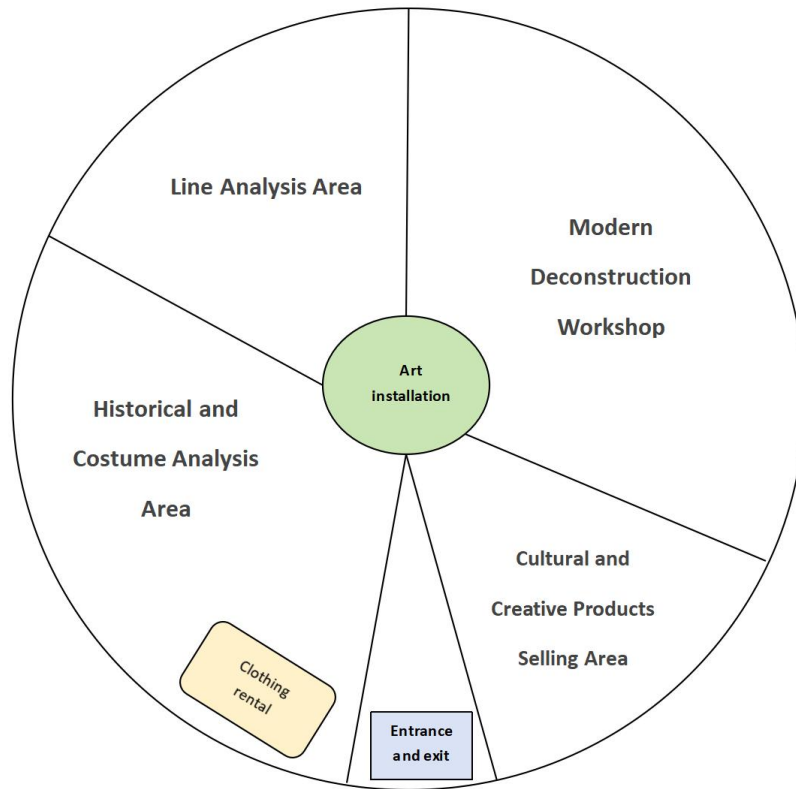 Line Analysis Area
Modern
Deconstruction
Workshop
Art
installation
Historical and
Costume Analysis
Area
Cultural and
Creative Products
Selling Area
Clothing
rental
Entrance
and exit